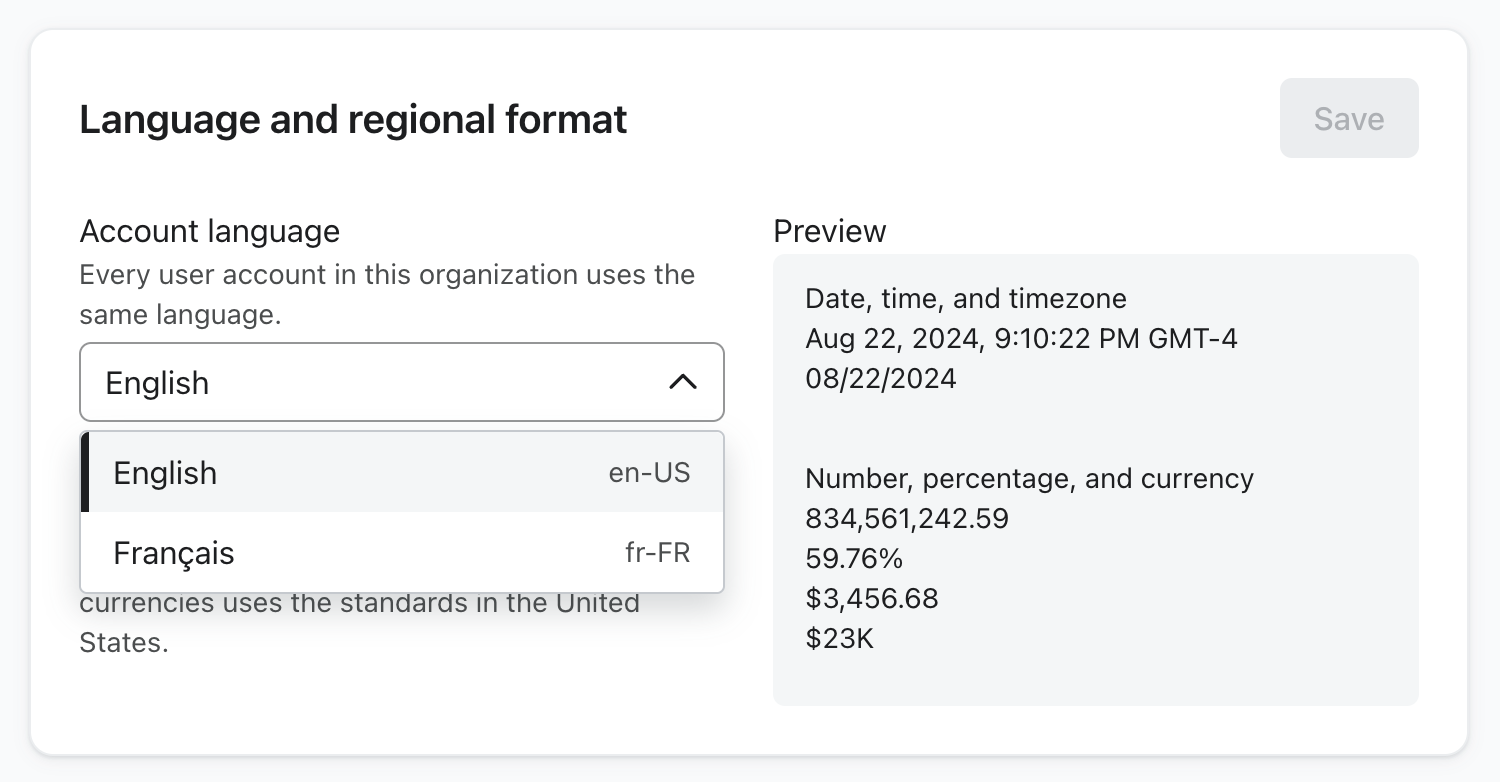 Language and regional format
Save
Account language
Every user account in this organization uses the
same language.
English
English en-US
Français fr-FR
currencies uses the standards in the United
States.
Preview
Date, time, and timezone
Aug 22, 2024, 9:10:22 PM GMT-4
08/22/2024
Number, percentage, and currency
834,561,242.59
59.76%
$3,456.68
$23K